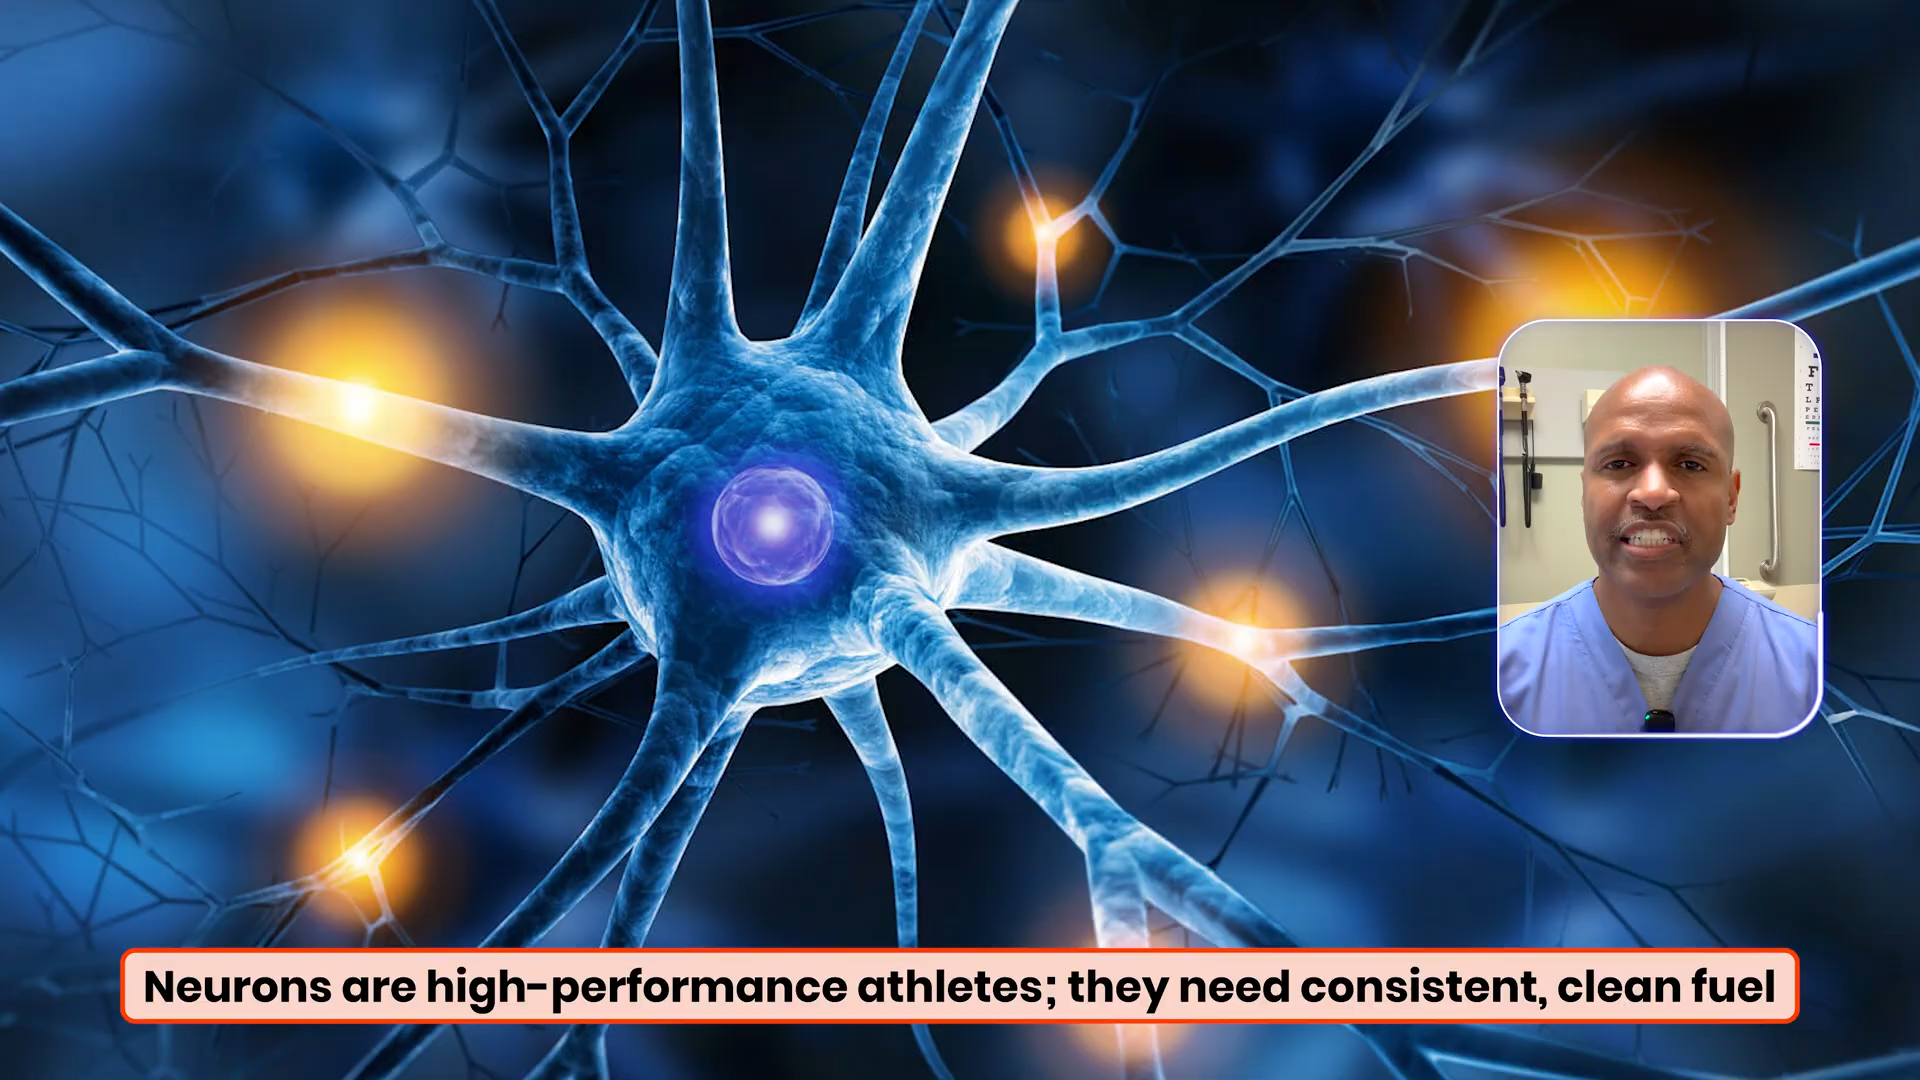 Neurons are high-performance athletes; they need consistent, clean fuel
F
T
L F
P E